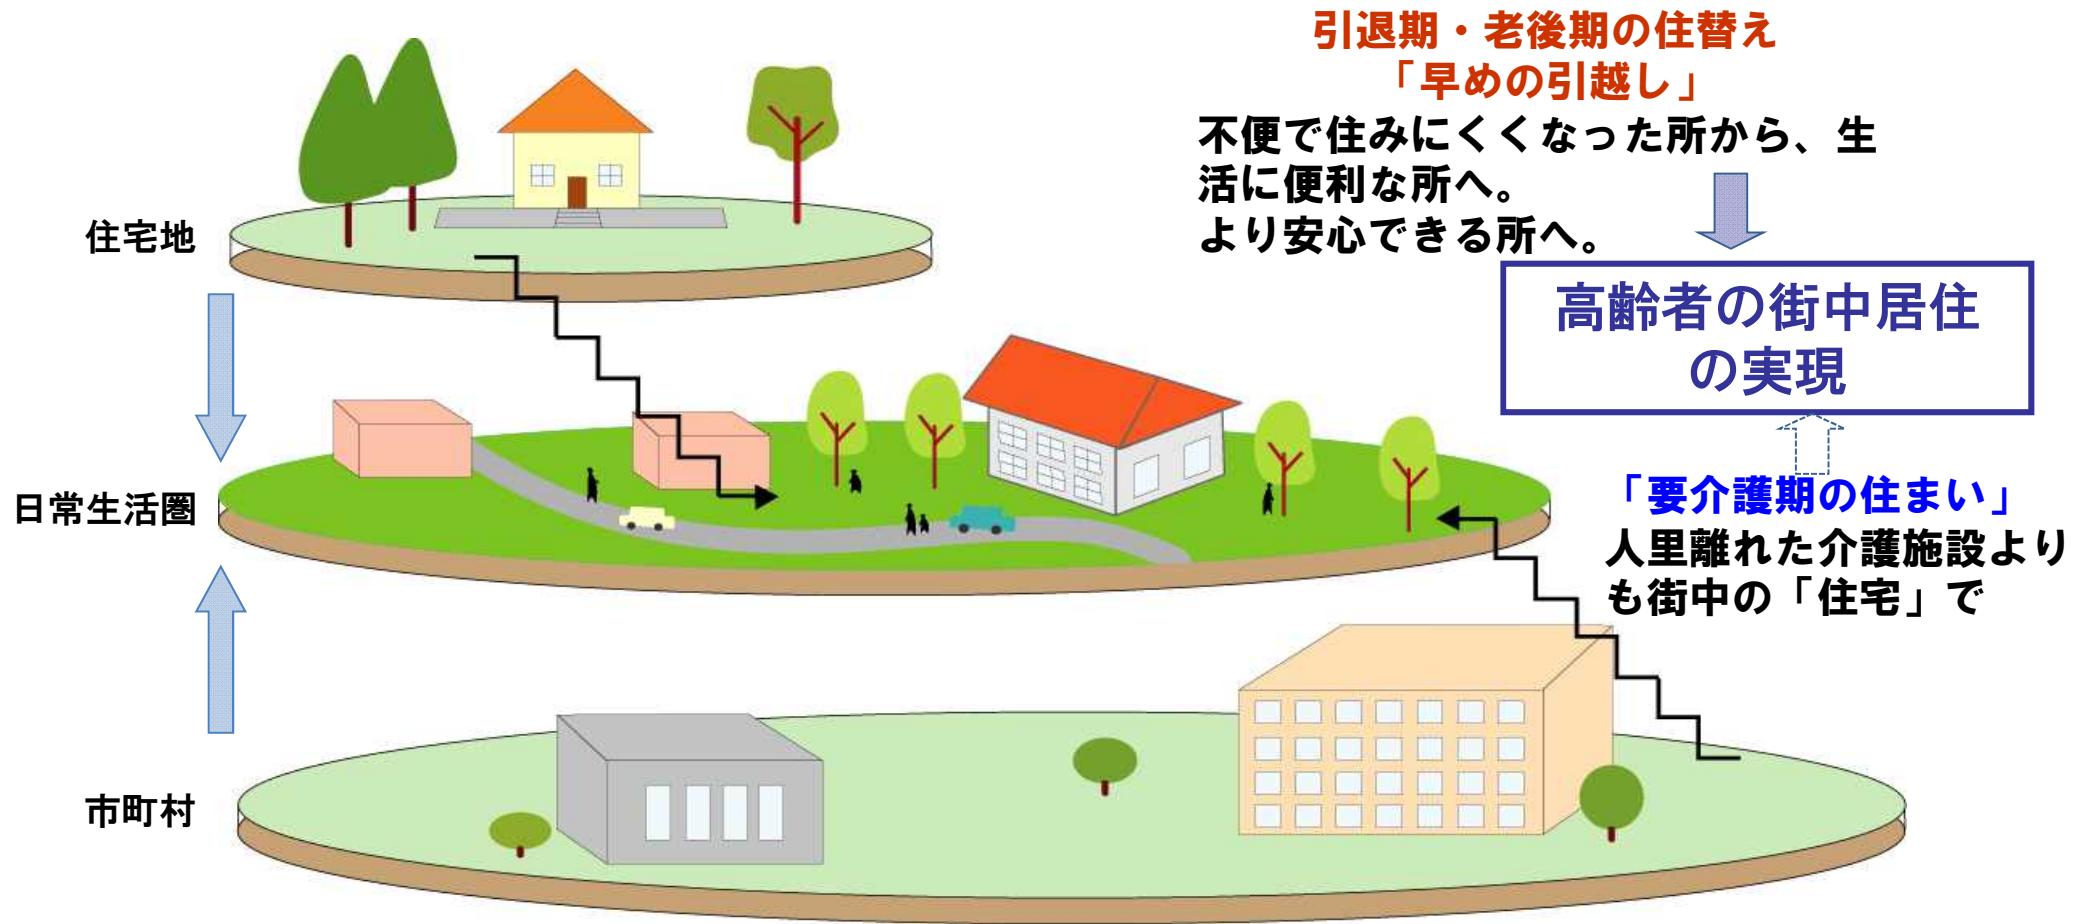 引退期・老後期の住替え
「早めの引越し」
不便で住みにくくなった所から、生
活に便利な所へ。
より安心できる所へ。
住宅地
高齢者の街中居住
の実現
日常生活圏
「要介護期の住まい」
人里離れた介護施設より
も街中の「住宅」で
市町村